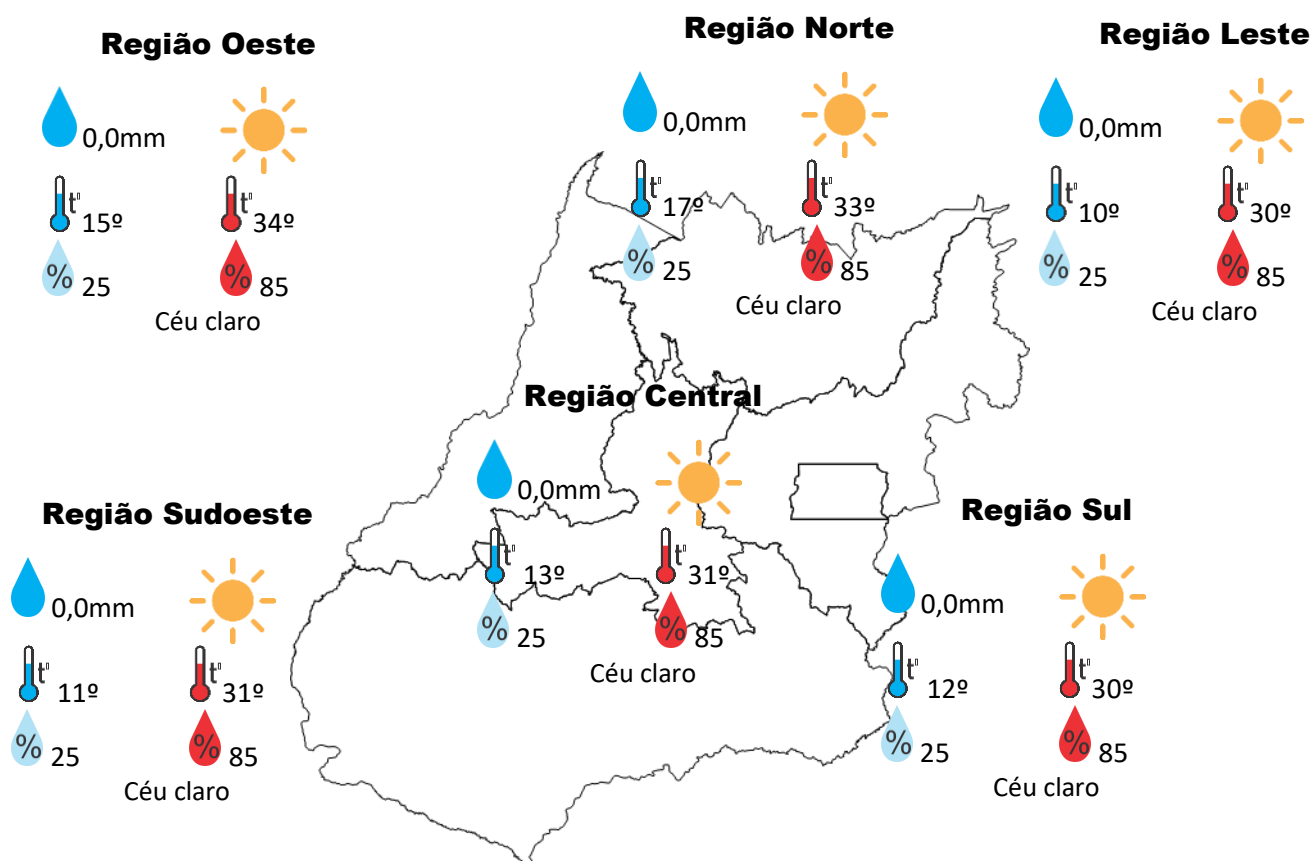 Região Oeste
0,0mm
t°
15º
34º
%
25
%
85
Céu claro
Região Norte
0,0mm
t°
17º
t°
33º
%
25
%
85
Céu claro
Região Leste
0,0mm
t°
10º
t°
30º
%
25
%
85
Céu claro
Região Central
0,0mm
t°
13º
t°
31º
%
25
%
85
Céu claro
Região Sudoeste
0,0mm
t°
11º
t°
31º
%
25
%
85
Céu claro
Região Sul
0,0mm
t°
12º
t°
30º
%
25
%
85
Céu claro